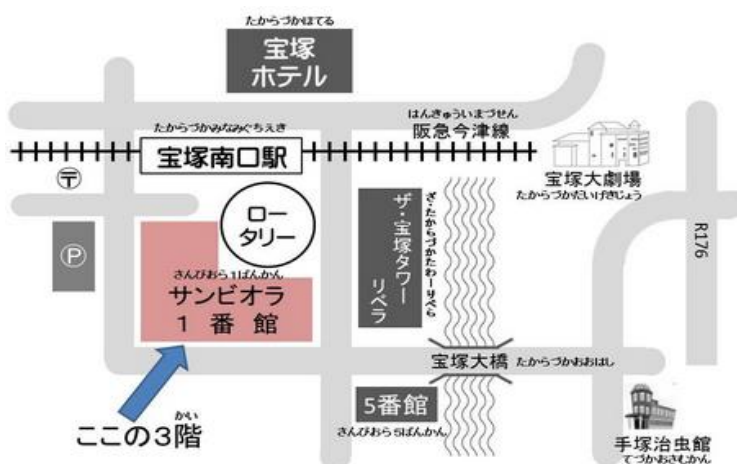 たからづかほてる
宝塚
ホテル
はんきゅういまづせん
阪急今津線
たからづかみなみぐちえき
宝塚南口駅
宝塚大劇場
たからづかだいげきじょう
〒
ロー
タリー
P
ザ・宝塚タワー
リベラ
ざ・たからづかたわーりべら
R176
さんびおら1ばんかん
サンビオラ
1 番 館
宝塚大橋 たからづかおおはし
5番館
さんびおら5ばんかん
かい
ここの3階
手塚治虫館
てづかおさむかん